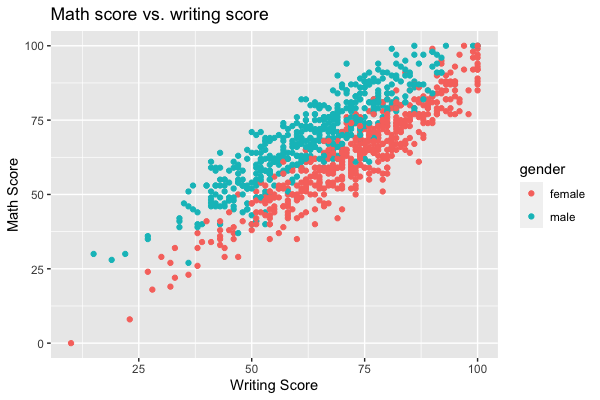 Math score vs. writing score
100
75
50
25
0
Math Score
25
50
75
100
Writing Score
gender
female
male